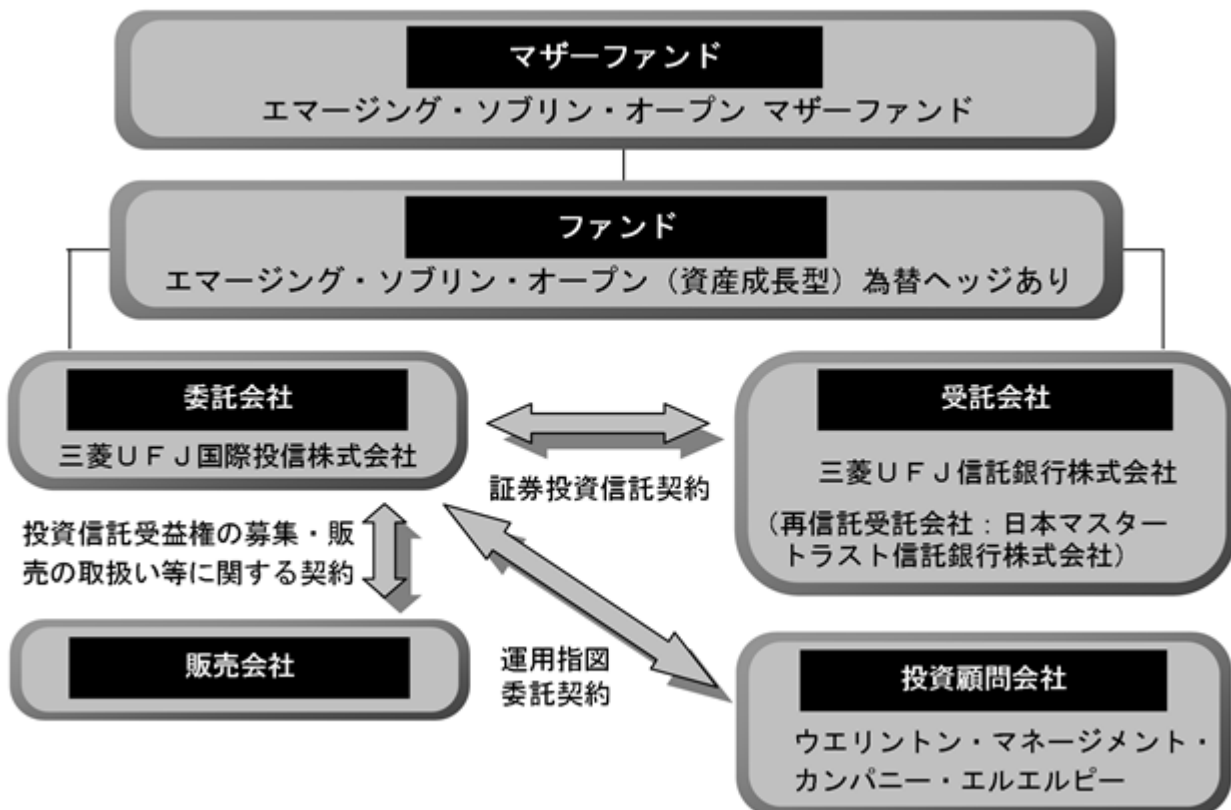 マザーファンド
エマージング・ソブリン・オープン マザーファンド
ファンド
エマージング・ソブリン・オープン（資産成長型）為替ヘッジあり
委託会社
三菱ＵＦＪ国際投信株式会社
受託会社
三菱ＵＦＪ信託銀行株式会社
（再信託受託会社：日本マスター
トラスト信託銀行株式会社）
証券投資信託契約
投資信託受益権の募集・販
売の取扱い等に関する契約
販売会社
運用指図
委託契約
投資顧問会社
ウエリントン・マネージメント・
カンパニー・エルエルピー